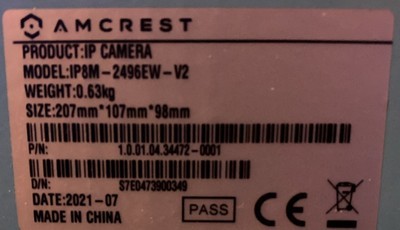 AMCREST
PRODUCT:IP CAMERA
MODEL:IP8M-2496EW-V2
WEIGHT:0.63kg
SIZE:207mm*107mm*98mm
P/N: 1.0.01.04.34472-0001
D/N: S7E0473900349
DATE:2021-07
MADE IN CHINA
PASS
CE